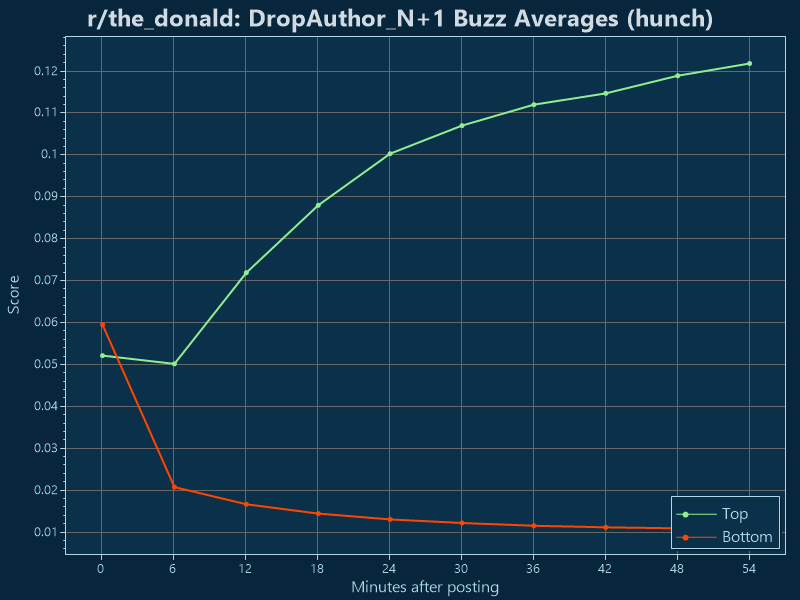 r/the_donald: DropAuthor_N+1 Buzz Averages (hunch)
0.12
0.11
0.1
0.09
0.08
0.07
0.06
0.05
0.04
0.03
0.02
0.01
Score
Top
Bottom
0 6 12 18 24 30 36 42 48 54
Minutes after posting